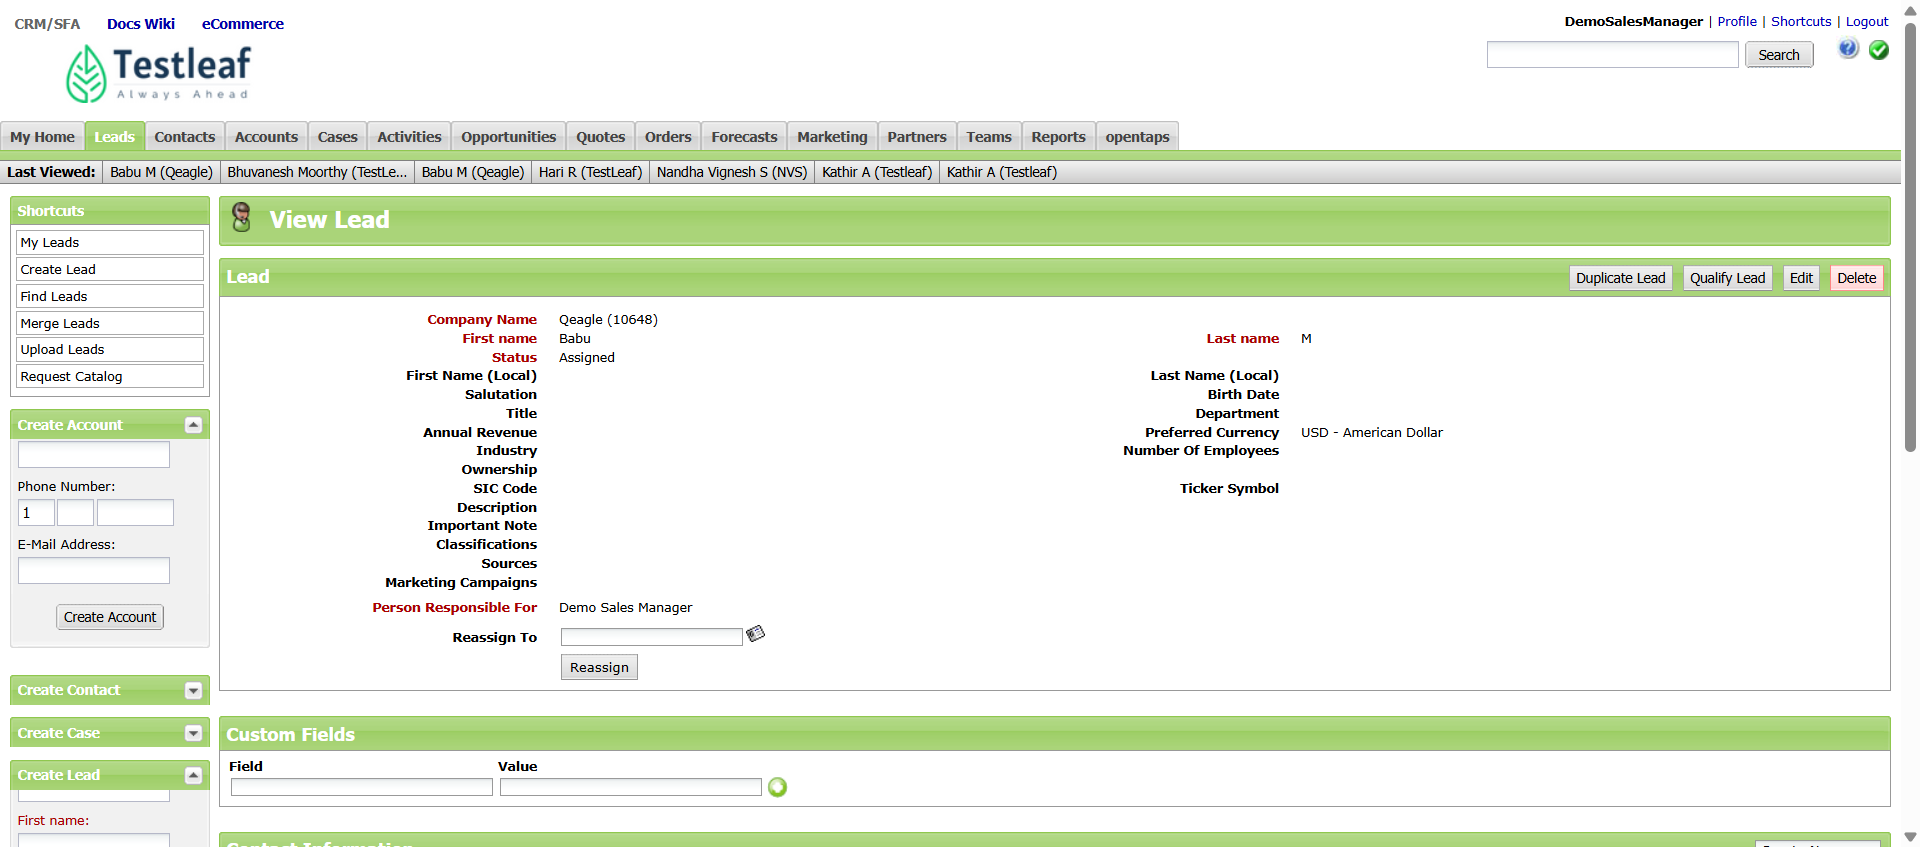 CRM/SFA Docs Wiki eCommerce
DemoSalesManager | Profile | Shortcuts | Logout
Testleaf
Always Ahead
Search
My Home Leads Contacts Accounts Cases Activities Opportunities Quotes Orders Forecasts Marketing Partners Teams Reports opentaps
Last Viewed: Babu M (Qeagle) Bhuvanesh Moorthy (TestLe... Babu M (Qeagle) Hari R (TestLeaf) Nandha Vignesh S (NVS) Kathir A (Testleaf) Kathir A (Testleaf)
Shortcuts
My Leads
Create Lead
Find Leads
Merge Leads
Upload Leads
Request Catalog
Create Account
Phone Number:
1
E-Mail Address:
Create Account
Create Contact
Create Case
Create Lead
First name:
View Lead
Lead
Duplicate Lead Qualify Lead Edit Delete
Company Name Qeagle (10648)
First name Babu Last name M
Status Assigned
First Name (Local) Last Name (Local)
Salutation Birth Date
Title Department
Annual Revenue Preferred Currency USD - American Dollar
Industry Number Of Employees
Ownership
SIC Code Ticker Symbol
Description
Important Note
Classifications
Sources
Marketing Campaigns
Person Responsible For Demo Sales Manager
Reassign To
Reassign
Custom Fields
Field Value
Contact Information